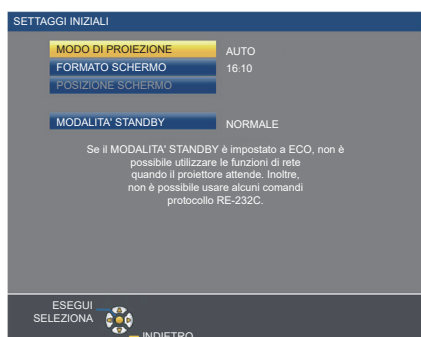 SETTAGGI INIZIALI
MODO DI PROIEZIONE AUTO
FORMATO SCHERMO 16:10
POSIZIONE SCHERMO
MODALITA' STANDBY NORMALE
Se il MODALITA' STANDBY è impostato a ECO, non è
possibile utilizzare le funzioni di rete
quando il proiettore attende. Inoltre,
non è possibile usare alcuni comandi
protocollo RE-232C.
ESEGUI
SELEZIONA
INDIETRO